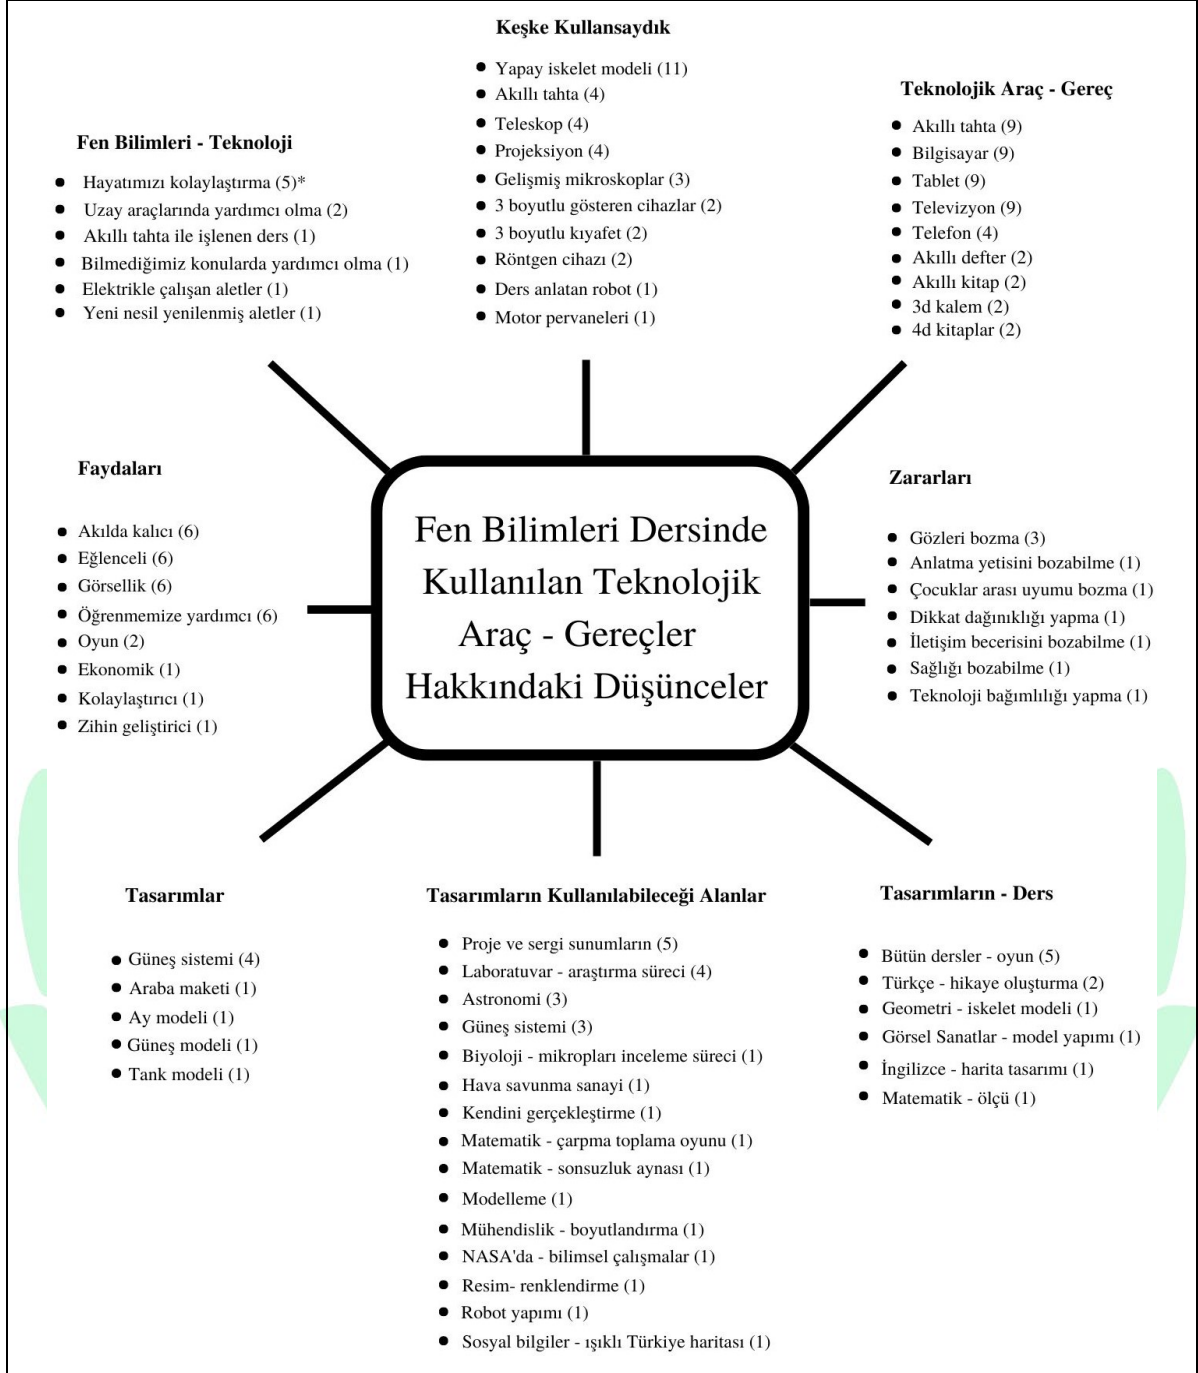 Keşke Kullansaydık
Yapay iskelet modeli (11)
Akıllı tahta (4)
Teleskop (4)
Projeksiyon (4)
Gelişmiş mikroskoplar (3)
3 boyutlu gösteren cihazlar (2)
3 boyutlu kıyafet (2)
Röntgen cihazı (2)
Ders anlatan robot (1)
Motor pervaneleri (1)
Teknolojik Araç - Gereç
Akıllı tahta (9)
Bilgisayar (9)
Tablet (9)
Televizyon (9)
Telefon (4)
Akıllı defter (2)
Akıllı kitap (2)
3d kalem (2)
4d kitaplar (2)
Fen Bilimleri - Teknoloji
Hayatımızı kolaylaştırma (5)*
Uzay araçlarında yardımcı olma (2)
Akıllı tahta ile işlenen ders (1)
Bilmediğimiz konularda yardımcı olma (1)
Elektrikle çalışan aletler (1)
Yeni nesil yenilenmiş aletler (1)
Faydaları
Akılda kalıcı (6)
Eğlenceli (6)
Görsellik (6)
Öğrenmemize yardımcı (6)
Oyun (2)
Ekonomik (1)
Kolaylaştırıcı (1)
Zihin geliştirici (1)
Fen Bilimleri Dersinde
Kullanılan Teknolojik
Araç - Gereçler
Hakkındaki Düşünceler
Zararları
Gözleri bozma (3)
Anlatma yetisini bozabilme (1)
Çocuklar arası uyumu bozma (1)
Dikkat dağınıklığı yapma (1)
İletişim becerisini bozabilme (1)
Sağlığı bozabilme (1)
Teknoloji bağımlılığı yapma (1)
Tasarımlar
Güneş sistemi (4)
Araba maketi (1)
Ay modeli (1)
Güneş modeli (1)
Tank modeli (1)
Tasarımların Kullanılabileceği Alanlar
Proje ve sergi sunumların (5)
Laboratuvar - araştırma süreci (4)
Astronomi (3)
Güneş sistemi (3)
Biyoloji - mikropları inceleme süreci (1)
Hava savunma sanayi (1)
Kendini gerçekleştirme (1)
Matematik - çarpma toplama oyunu (1)
Matematik - sonsuzluk aynası (1)
Modelleme (1)
Mühendislik - boyutlandırma (1)
NASA'da - bilimsel çalışmalar (1)
Resim- renklendirme (1)
Robot yapımı (1)
Sosyal bilgiler - ışıklı Türkiye haritası (1)
Tasarımların - Ders
Bütün dersler - oyun (5)
Türkçe - hikaye oluşturma (2)
Geometri - iskelet modeli (1)
Görsel Sanatlar - model yapımı (1)
İngilizce - harita tasarımı (1)
Matematik - ölçü (1)